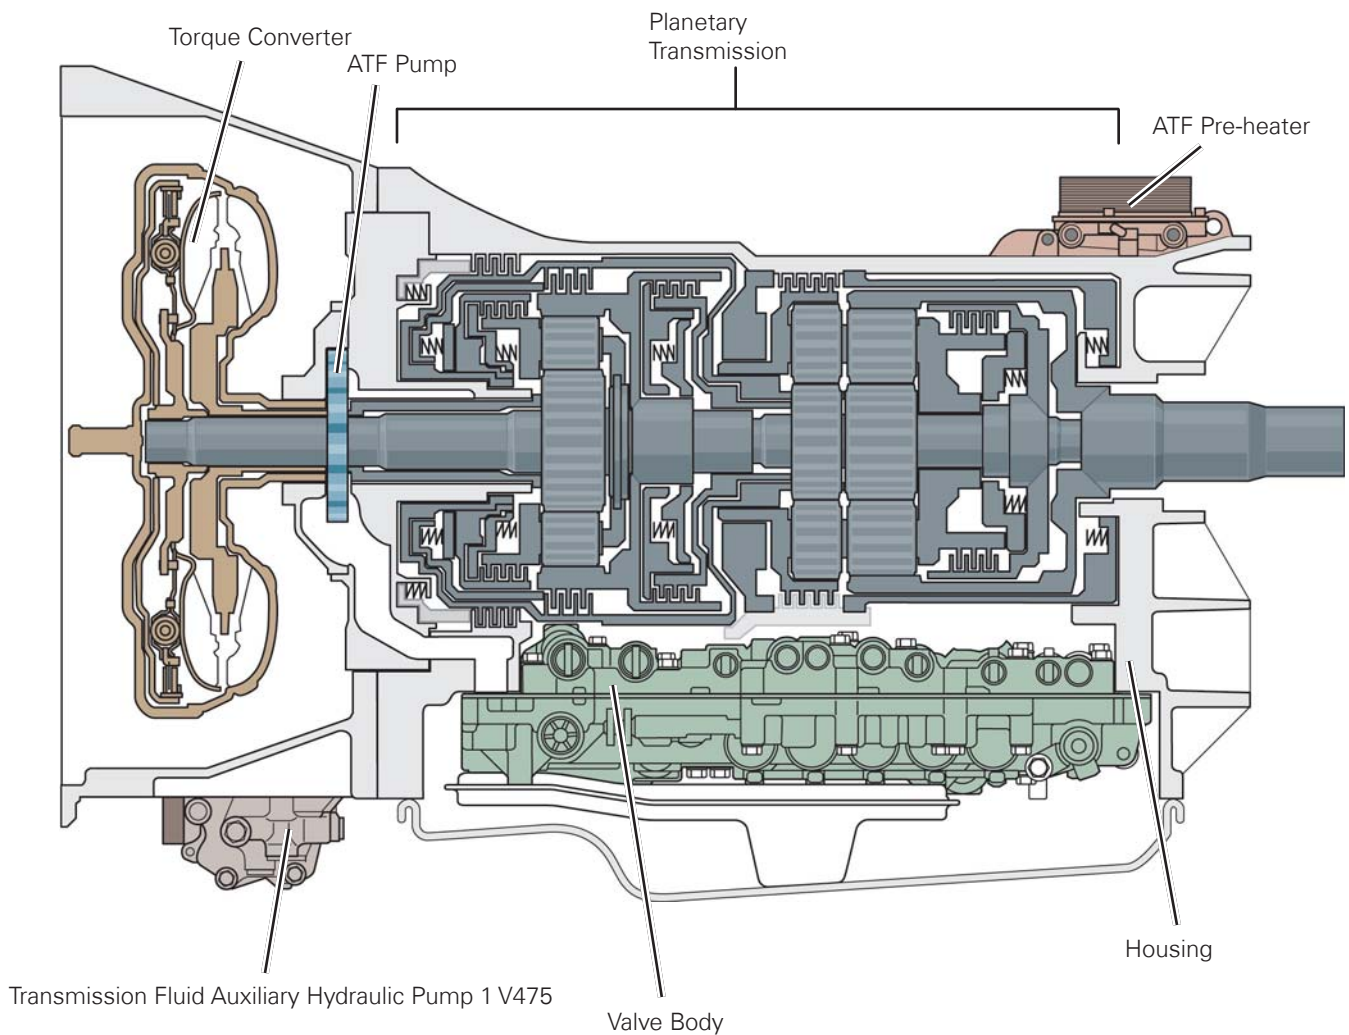 Planetary
Transmission
Torque Converter
ATF Pump
ATF Pre-heater
Housing
Transmission Fluid Auxiliary Hydraulic Pump 1 V475
Valve Body